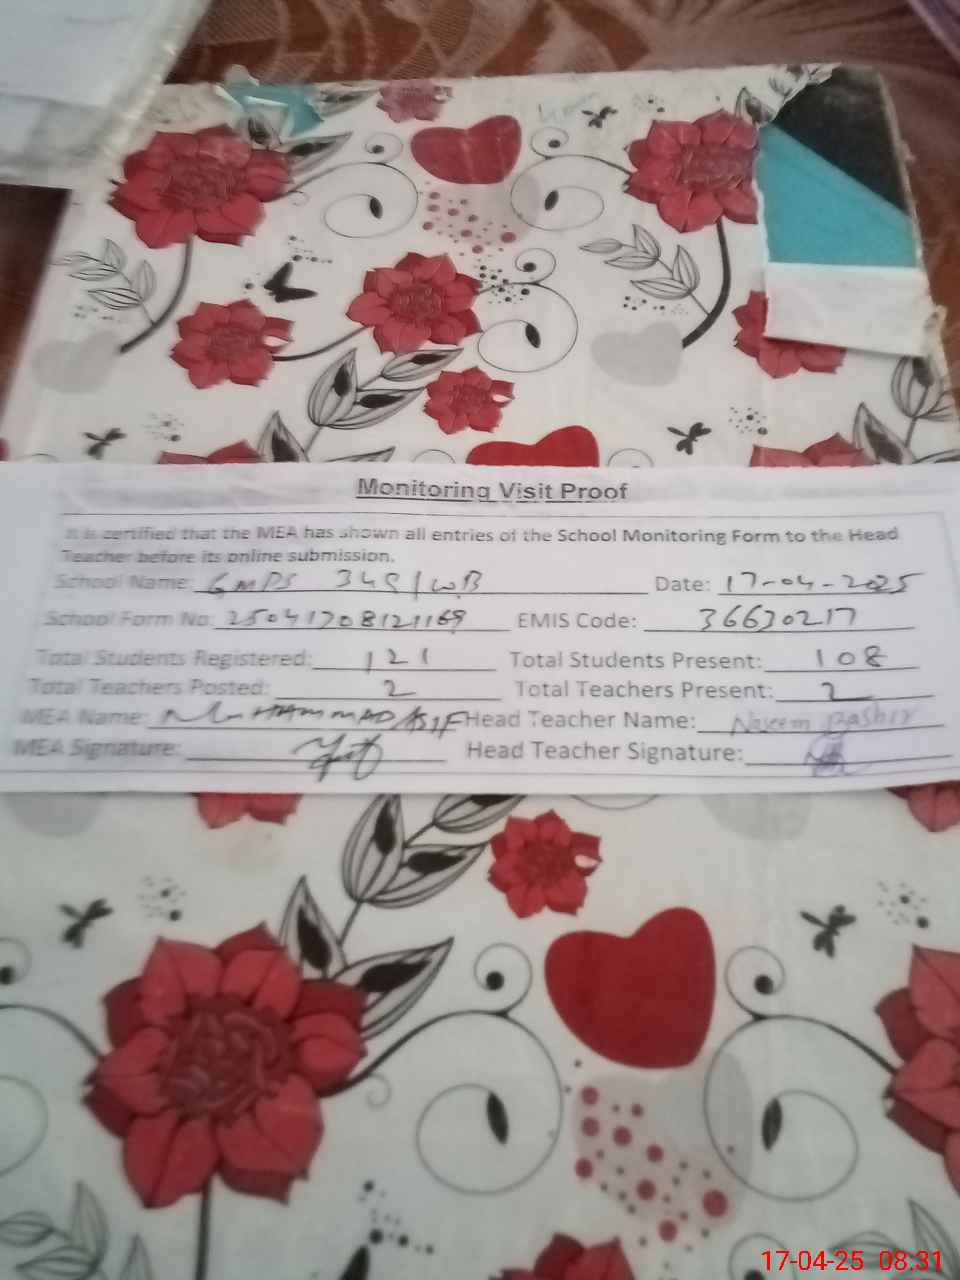 Monitoring Visit Proof
It is certified that the MEA has shown all entries of the School Monitoring Form to the Head
Teacher before its online submission.
School Name: GMPS 345/WB Date: 17-04-2025
School Form No: 25041708121169 EMIS Code: 36630217
Total Students Registered: 121 Total Students Present: 108
Total Teachers Posted: 2 Total Teachers Present: 2
MEA Name: MUHAMMAD ASIF Head Teacher Name: Naseem Bashir
MEA Signature: Head Teacher Signature:
17-04-25 08:31